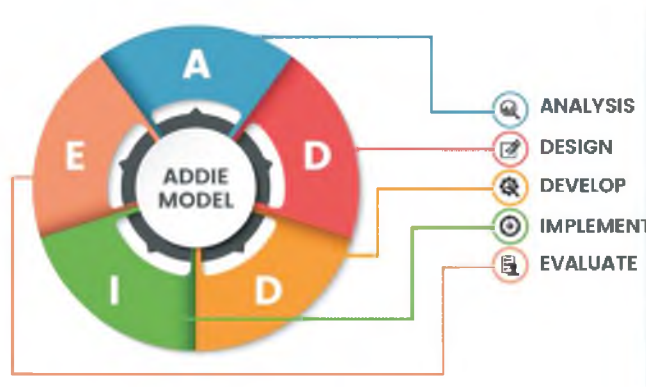 A
E
D
ADDIE
MODEL
I
D
ANALYSIS
DESIGN
DEVELOP
IMPLEMENT
EVALUATE